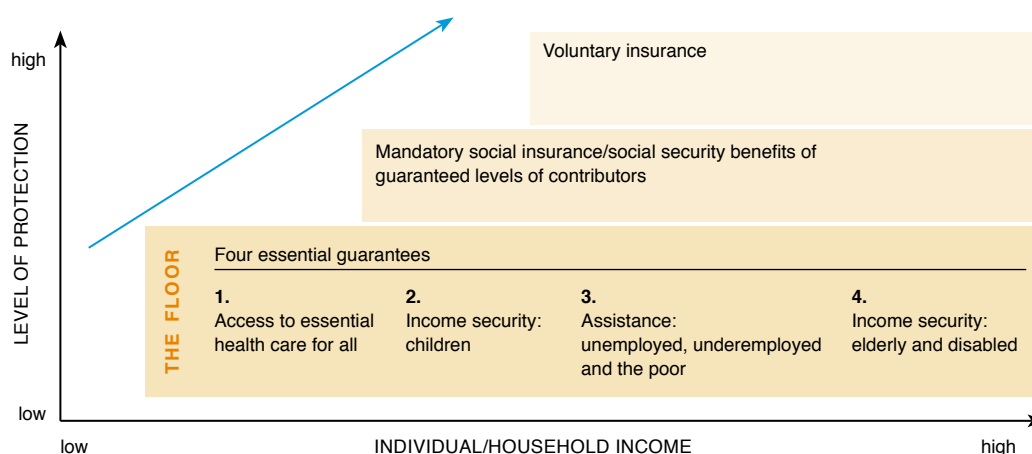 high
LEVEL OF PROTECTION
low
Voluntary insurance
Mandatory social insurance/social security benefits of
guaranteed levels of contributors
THE FLOOR
Four essential guarantees
1.
Access to essential
health care for all
2.
Income security:
children
3.
Assistance:
unemployed, underemployed
and the poor
4.
Income security:
elderly and disabled
low
INDIVIDUAL/HOUSEHOLD INCOME
high